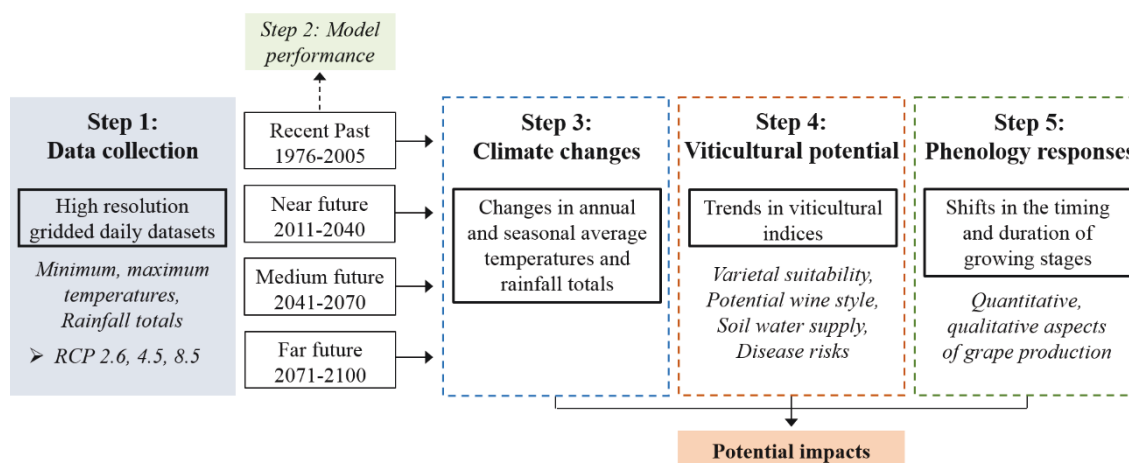 Step 2: Model
performance
Step 1:
Data collection
High resolution
gridded daily datasets
Minimum, maximum
temperatures,
Rainfall totals
➤ RCP 2.6, 4.5, 8.5
Recent Past
1976-2005
Near future
2011-2040
Medium future
2041-2070
Far future
2071-2100
Step 3:
Climate changes
Changes in annual
and seasonal average
temperatures and
rainfall totals
Step 4:
Viticultural potential
Trends in viticultural
indices
Varietal suitability,
Potential wine style,
Soil water supply,
Disease risks
Step 5:
Phenology responses
Shifts in the timing
and duration of
growing stages
Quantitative,
qualitative aspects
of grape production
Potential impacts